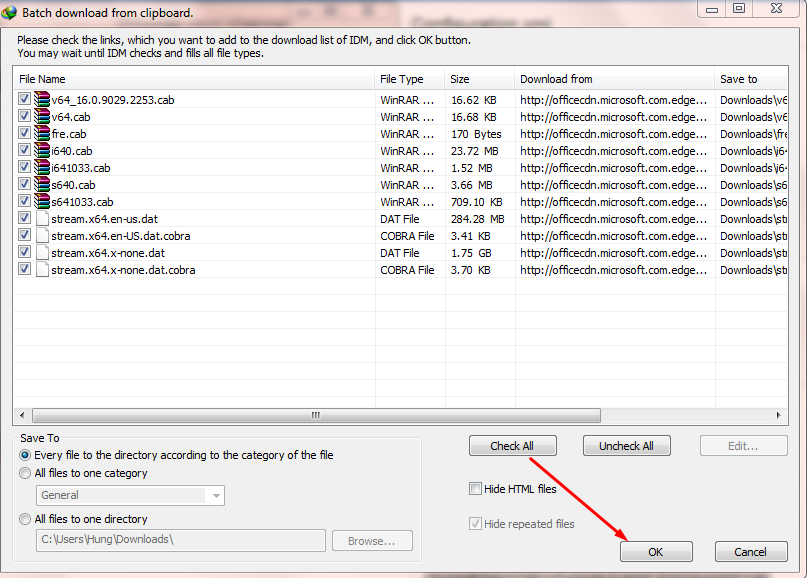 Configuration.xml
Batch download from clipboard.
Please check the links, which you want to add to the download list of IDM, and click OK button.
You may wait until IDM checks and fills all file types.
File Name File Type Size Download from Save to
v64_16.0.9029.2253.cab WinRAR ... 16.62 KB http://officecdn.microsoft.com.edge... Downloads\v6
v64.cab WinRAR ... 16.68 KB http://officecdn.microsoft.com.edge... Downloads\v6
fre.cab WinRAR ... 170 Bytes http://officecdn.microsoft.com.edge... Downloads\fre
i640.cab WinRAR ... 23.72 MB http://officecdn.microsoft.com.edge... Downloads\i64
i641033.cab WinRAR ... 1.52 MB http://officecdn.microsoft.com.edge... Downloads\i64
s640.cab WinRAR ... 3.66 MB http://officecdn.microsoft.com.edge... Downloads\s6
s641033.cab WinRAR ... 709.10 KB http://officecdn.microsoft.com.edge... Downloads\s6
stream.x64.en-us.dat DAT File 284.28 MB http://officecdn.microsoft.com.edge... Downloads\str
stream.x64.en-US.dat.cobra COBRA File 3.41 KB http://officecdn.microsoft.com.edge... Downloads\str
stream.x64.x-none.dat DAT File 1.75 GB http://officecdn.microsoft.com.edge... Downloads\str
stream.x64.x-none.dat.cobra COBRA File 3.70 KB http://officecdn.microsoft.com.edge... Downloads\str
Save To
Every file to the directory according to the category of the file
All files to one category
General
All files to one directory
C:\Users\Hung\Downloads\
Browse...
Check All
Uncheck All
Edit...
Hide HTML files
Hide repeated files
OK
Cancel